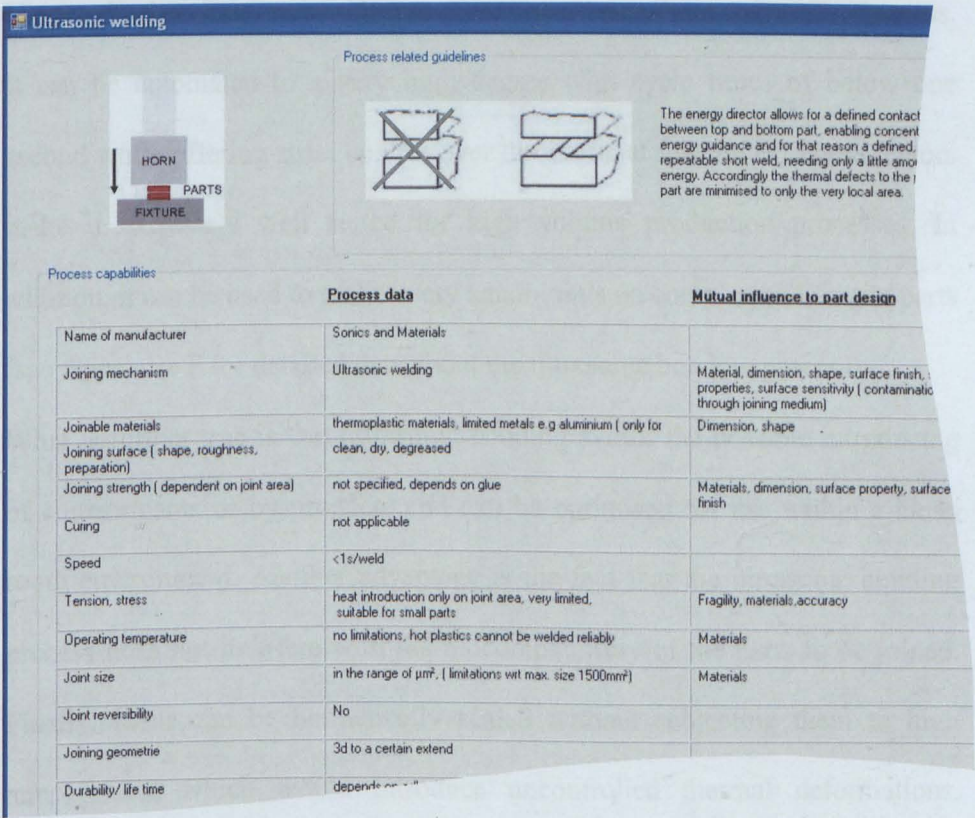 Ultrasonic welding
Process related guidelines
HORN
PARTS
FIXTURE
The energy director allows for a defined contact
between top and bottom part, enabling concent
energy guidance and for that reason a defined,
repeatable short weld, needing only a little amo
energy. Accordingly the thermal defects to the
part are minimised to only the very local area.
Process capabilities
Process data Mutual influence to part design
Name of manufacturer Sonics and Materials
Joining mechanism Ultrasonic welding Material, dimension, shape, surface finish,
properties, surface sensitivity ( contaminatio
through joining medium)
Joinable materials thermoplastic materials, limited metals e.g aluminium ( only for Dimension, shape
Joining surface ( shape, roughness, clean, dry, degreased
preparation)
Joining strength ( dependent on joint area) not specified, depends on glue Materials, dimension, surface property, surface
finish
Curing not applicable
Speed <1s/weld
Tension, stress heat introduction only on joint area, very limited, Fragility, materials,accuracy
suitable for small parts
Operating temperature no limitations, hot plastics cannot be welded reliably Materials
Joint size in the range of µm², ( limitations wrt max. size 1500mm²) Materials
Joint reversibility No
Joining geometrie 3d to a certain extend
Durability/ life time depends